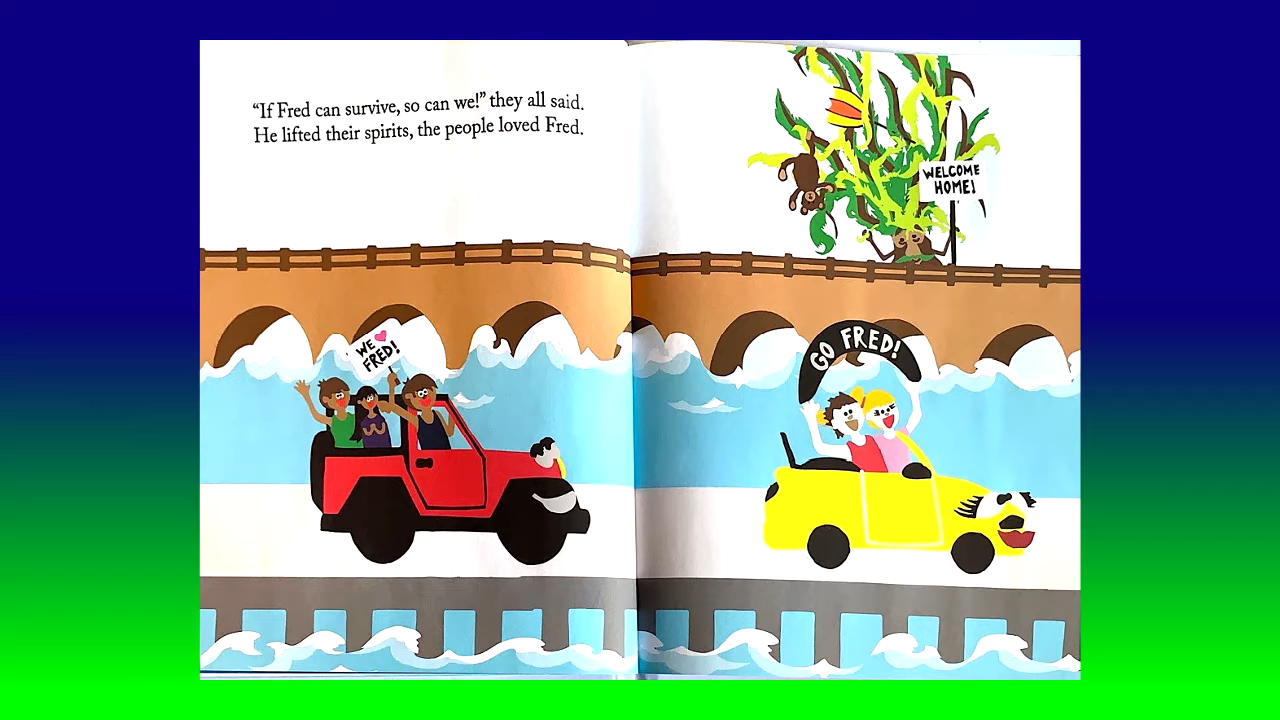 “If Fred can survive, so can we!” they all said.
He lifted their spirits, the people loved Fred.
WELCOME
HOME!
WE
FRED!
GO FRED!